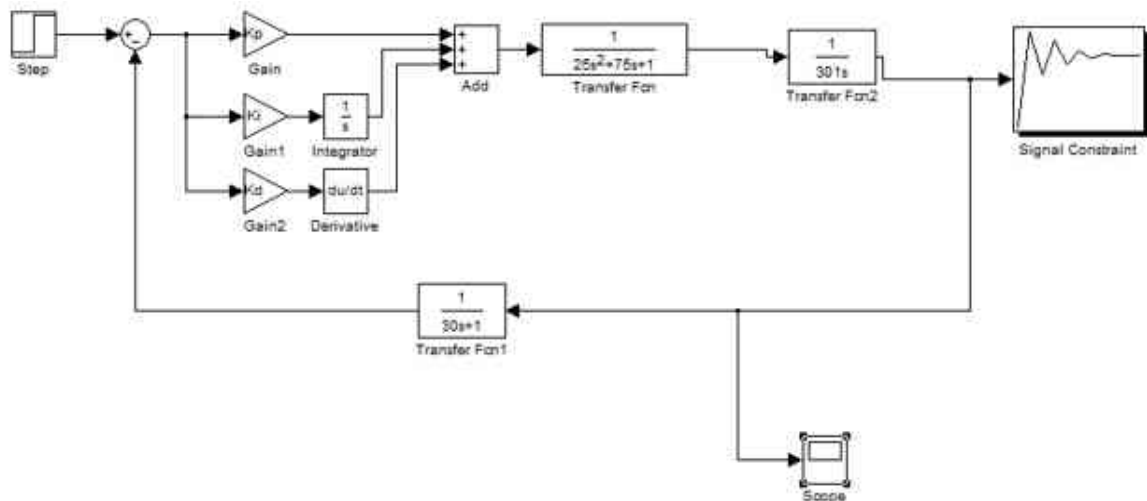 Step
+
−
Kp
Gain
Ki
Gain1
1
s
Integrator
Kd
Gain2
du/dt
Derivative
+
+
+
Add
1
25s²+75s+1
Transfer Fcn
1
301s
Transfer Fcn2
Signal Constraint
1
30s+1
Transfer Fcn1
Scope